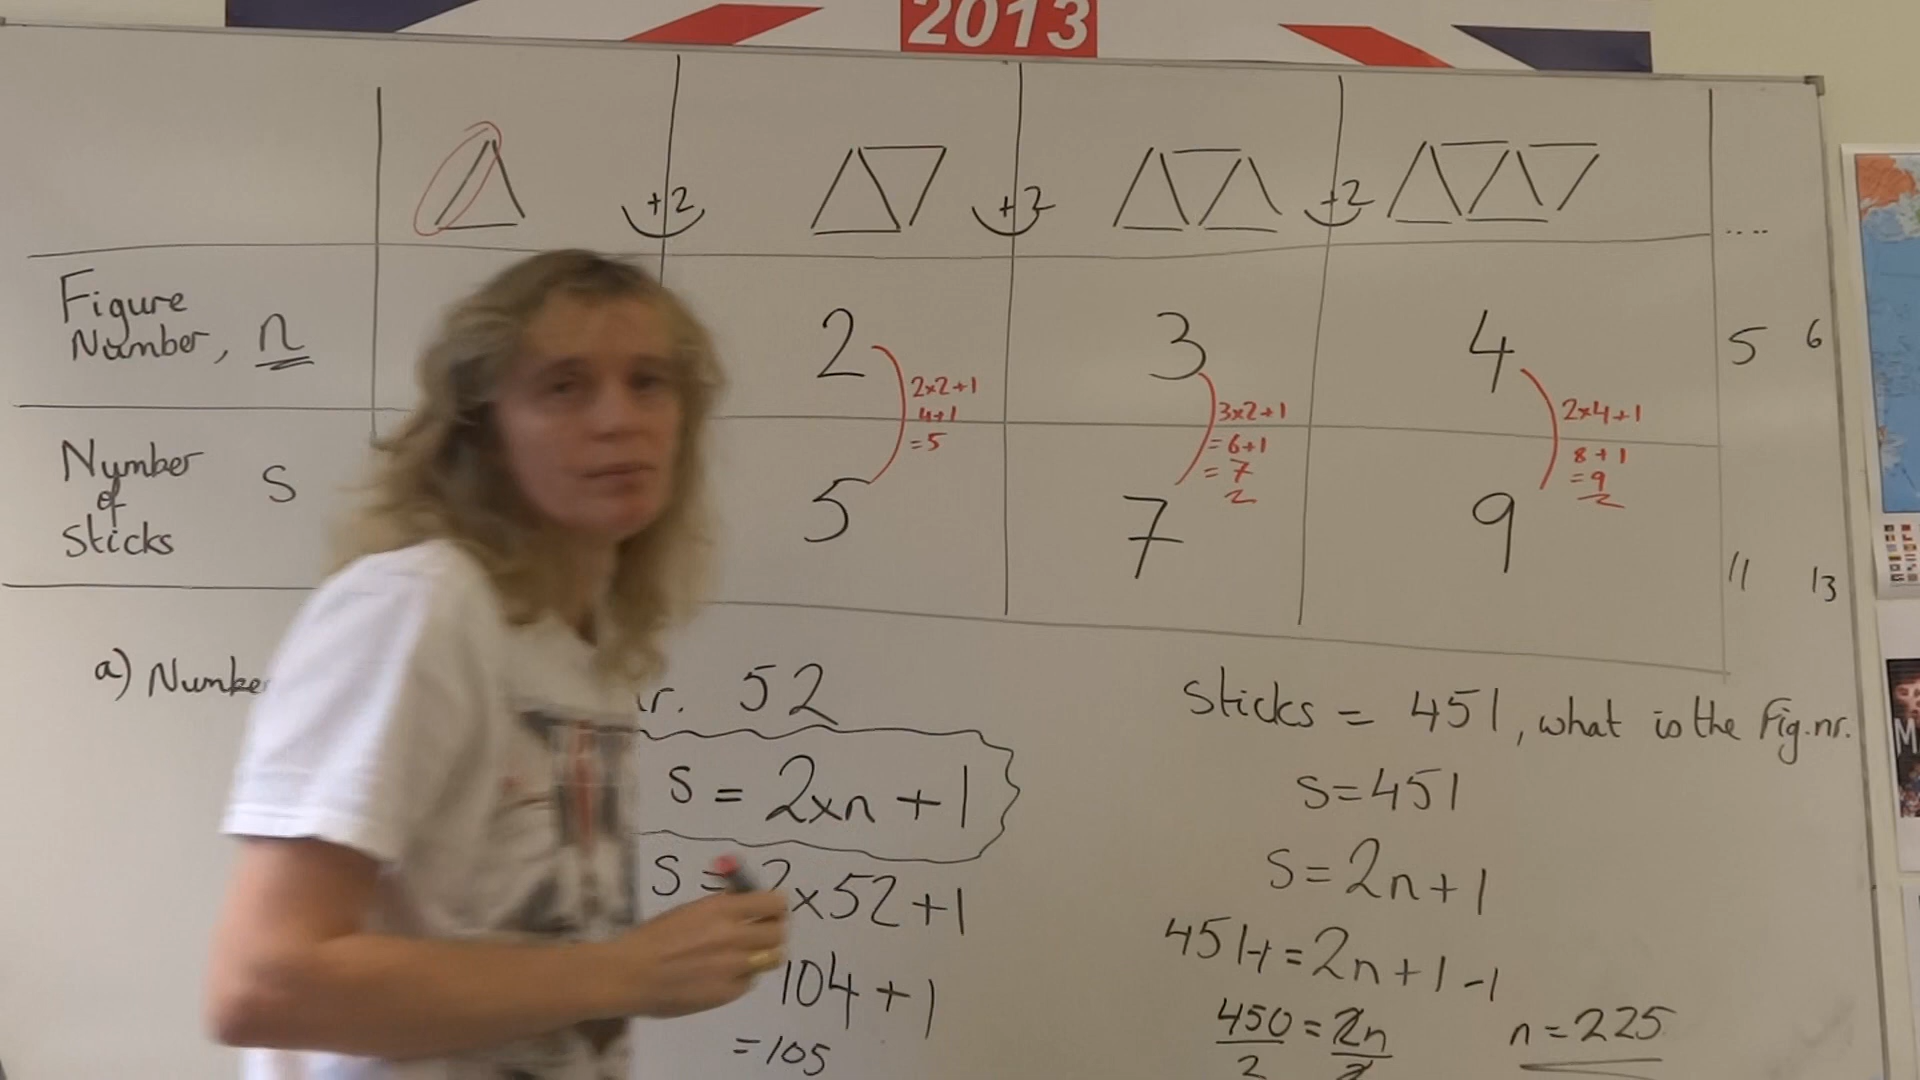 2013
+2 +2 +2 ....
Figure
Number, n 2 3 4 5 6
2x2+1
4+1
=5
3x2+1
=6+1
=7
2x4+1
8+1
=9
Number
of
Sticks S 5 7 9 11 13
a) Number
r. 52
S = 2xn+1
S = 2x52+1
104+1
=105
Sticks = 451, what is the Fig.nr.
S=451
S=2n+1
451-1=2n+1-1
450=2n
2 2
n=225